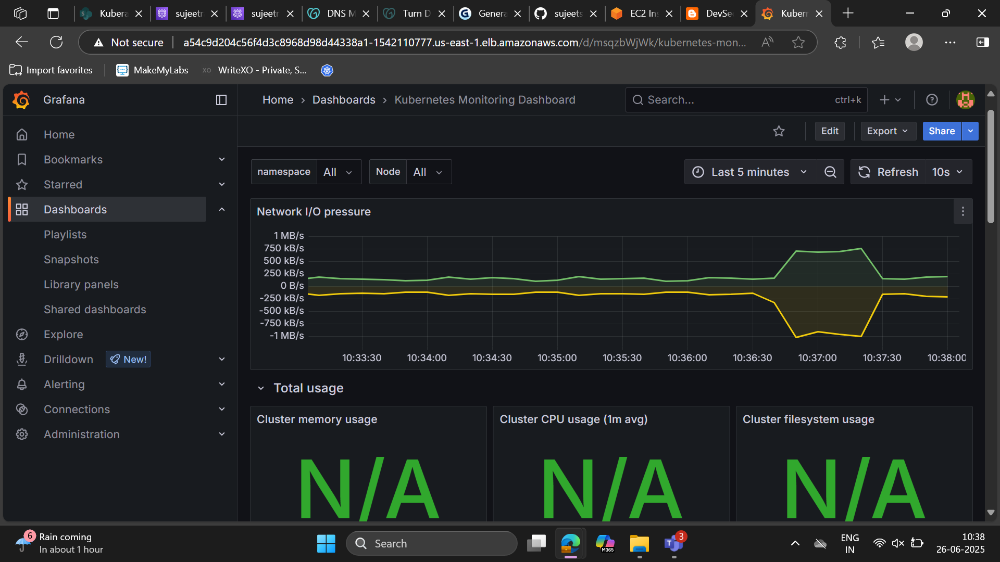 Kubera
sujeetr
sujeetr
DNS M
Turn D
Genera
sujeets
EC2 Ins
DevSe
Kubern
Not secure
a54c9d204c56f4d3c8968d98d44338a1-1542110777.us-east-1.elb.amazonaws.com/d/msqzbWjWk/kubernetes-mon...
Import favorites
MakeMyLabs
XO WriteXO - Private, S...
Grafana
Home › Dashboards › Kubernetes Monitoring Dashboard
Search...
ctrl+k
Edit
Export
Share
Home
Bookmarks
Starred
Dashboards
Playlists
Snapshots
Library panels
Shared dashboards
Explore
Drilldown
New!
Alerting
Connections
Administration
namespace All
Node All
Last 5 minutes
Refresh
10s
Network I/O pressure
1 MB/s
750 kB/s
500 kB/s
250 kB/s
0 B/s
-250 kB/s
-500 kB/s
-750 kB/s
-1 MB/s
10:33:30 10:34:00 10:34:30 10:35:00 10:35:30 10:36:00 10:36:30 10:37:00 10:37:30 10:38:00
Total usage
Cluster memory usage
N/A
Cluster CPU usage (1m avg)
N/A
Cluster filesystem usage
N/A
6
Rain coming
In about 1 hour
Search
M365
3
ENG
IN
10:38
26-06-2025